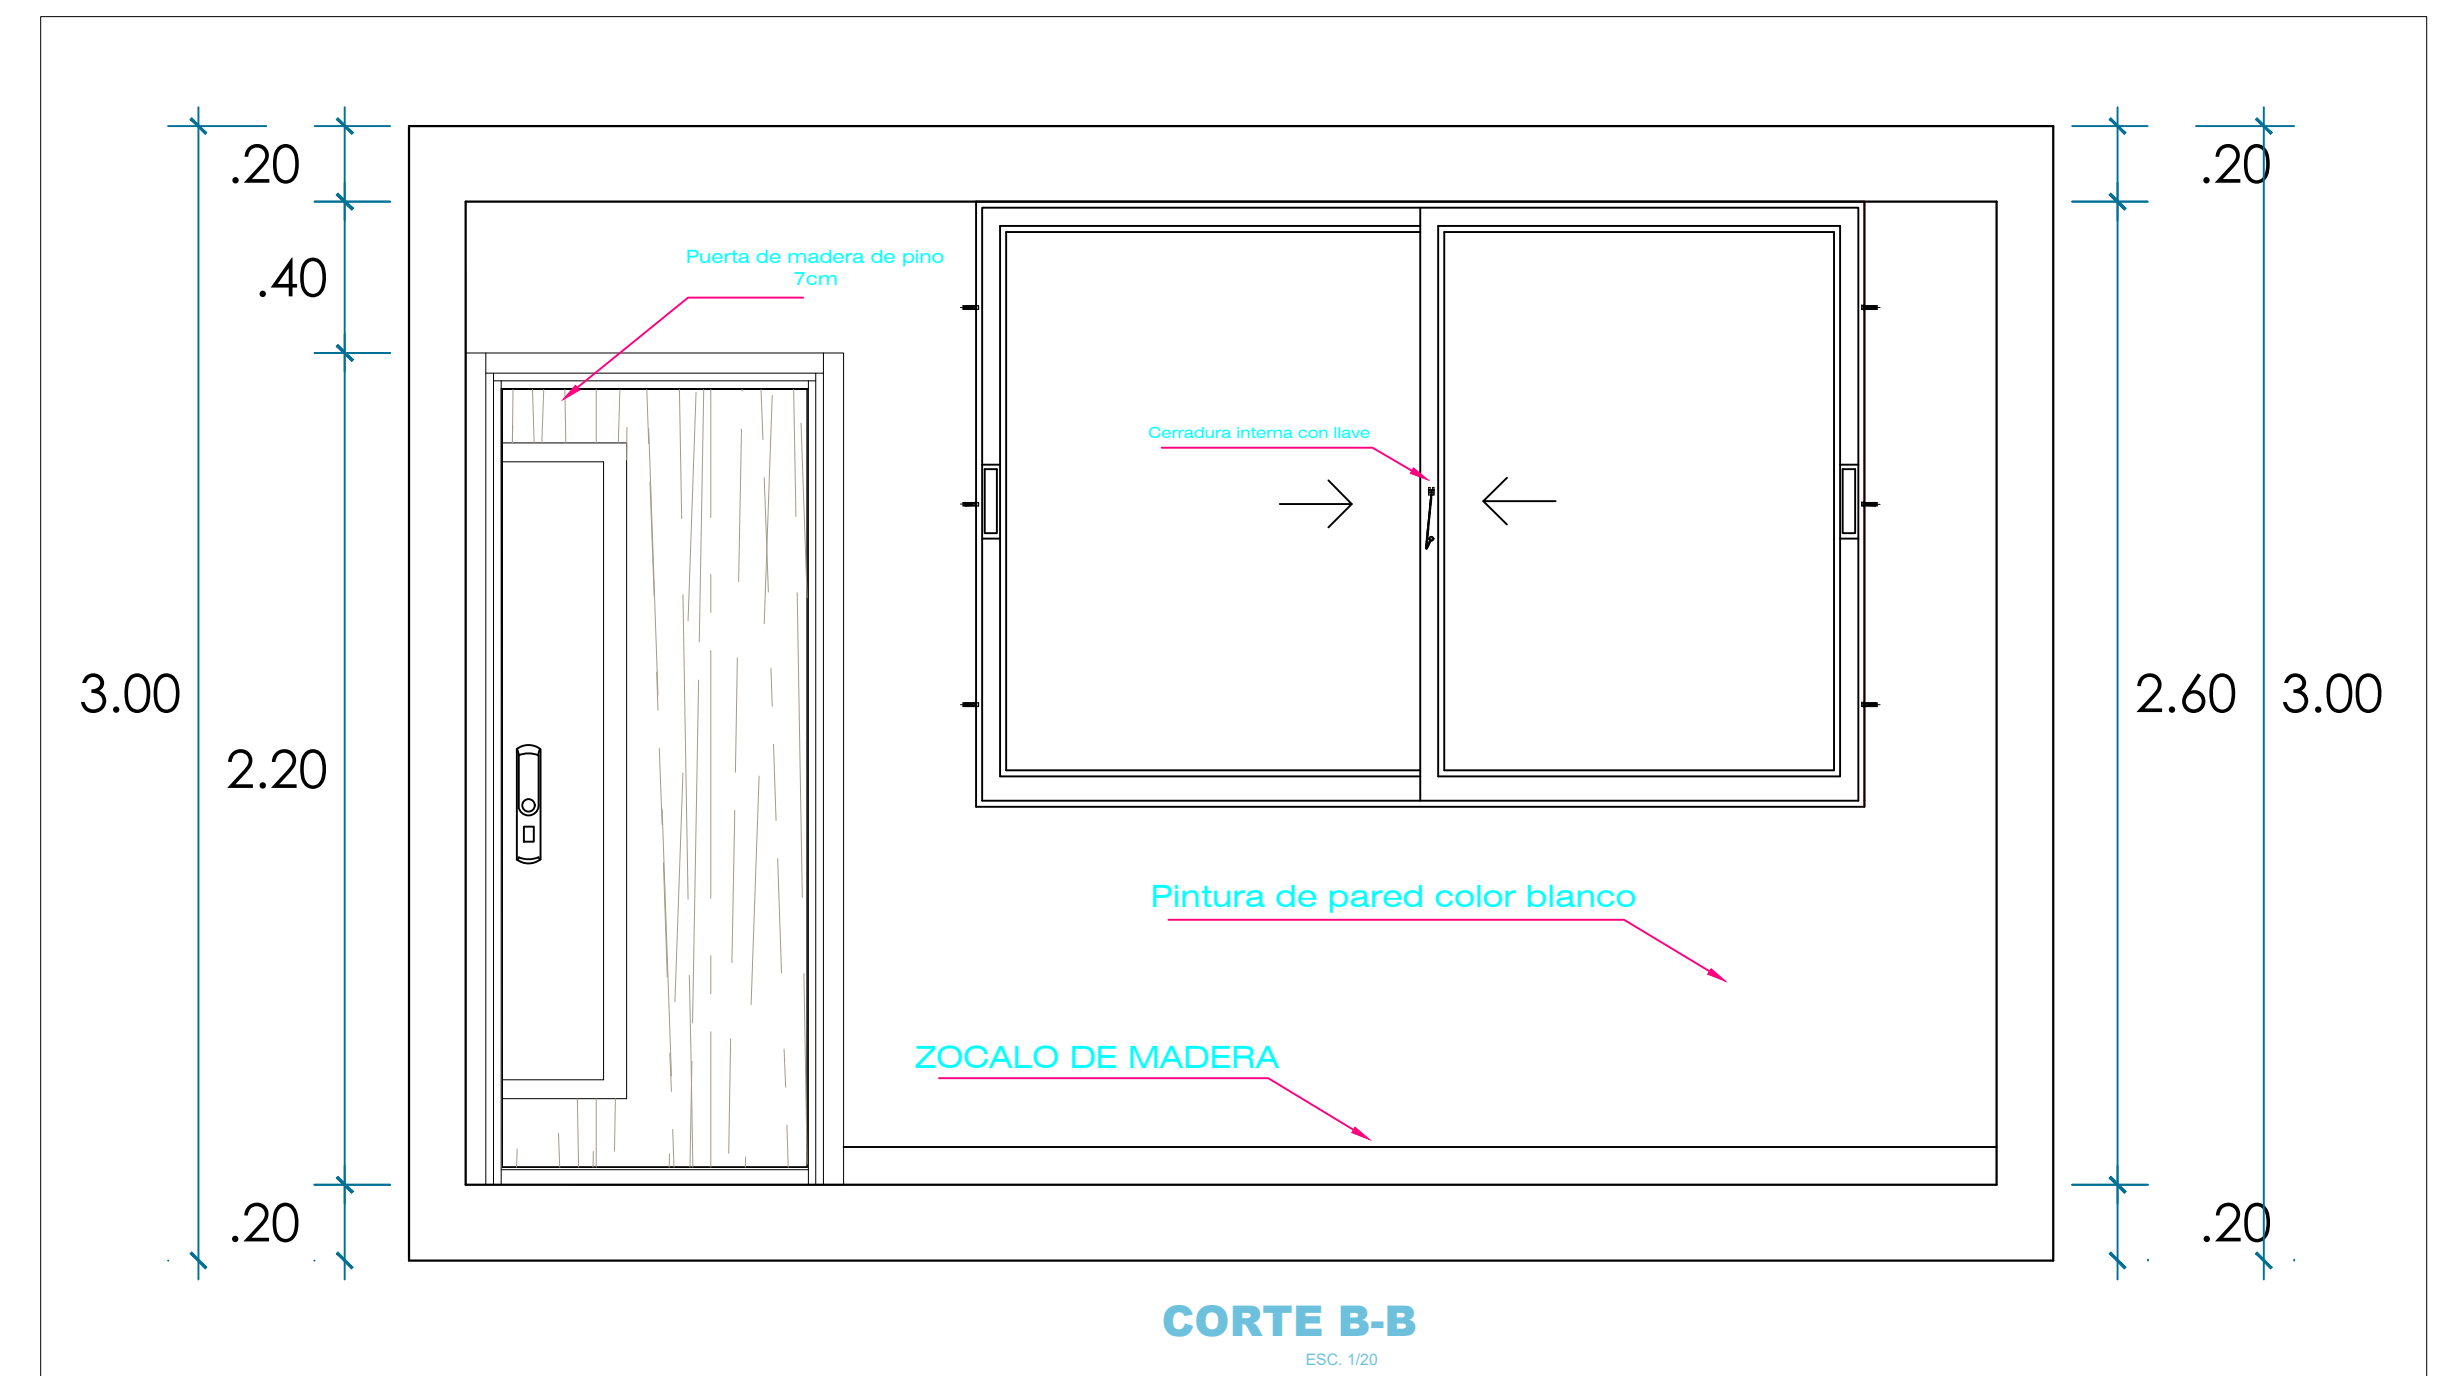 .20
.20
.40
Puerta de madera de pino
7cm
Cerradura interna con llave
3.00
2.60
3.00
2.20
Pintura de pared color blanco
ZOCALO DE MADERA
.20
.20
CORTE B-B
ESC. 1/20